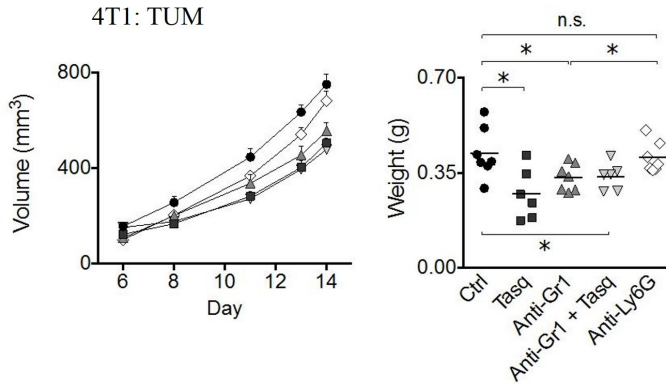 4T1: TUM
n.s.
*
*
*
*
800
400
0
Volume (mm³)
6
8
10
12
14
Day
0.70
0.35
0.00
Weight (g)
Ctrl
Tasq
Anti-Gr1
Anti-Gr1 + Tasq
Anti-Ly6G